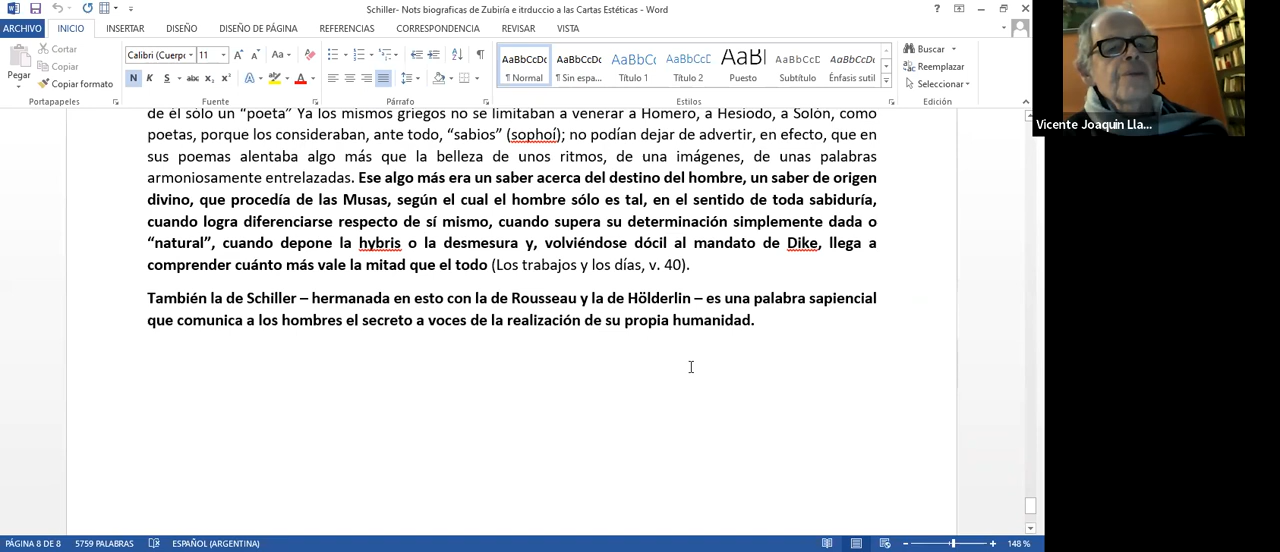 Schiller- Nots biograficas de Zubiría e itrduccio a las Cartas Estéticas - Word
ARCHIVO INICIO INSERTAR DISEÑO DISEÑO DE PÁGINA REFERENCIAS CORRESPONDENCIA REVISAR VISTA
Pegar
Cortar
Copiar
Copiar formato
Portapapeles
Calibri (Cuerp 11
N K S abc x₂ x² A
Fuente
Párrafo
AaBbCcDc AaBbCcDc AaBbCc AaBbCcD AaBl AaBbCcD AaBbCcDc
¶ Normal ¶ Sin espa... Título 1 Título 2 Puesto Subtítulo Énfasis sutil
Estilos
Buscar
Reemplazar
Seleccionar
Edición
Vicente Joaquin Lla...
de él sólo un “poeta” Ya los mismos griegos no se limitaban a venerar a Homero, a Hesiodo, a Solón, como
poetas, porque los consideraban, ante todo, “sabios” (sophoí); no podían dejar de advertir, en efecto, que en
sus poemas alentaba algo más que la belleza de unos ritmos, de una imágenes, de unas palabras
armoniosamente entrelazadas. Ese algo más era un saber acerca del destino del hombre, un saber de origen
divino, que procedía de las Musas, según el cual el hombre sólo es tal, en el sentido de toda sabiduría,
cuando logra diferenciarse respecto de sí mismo, cuando supera su determinación simplemente dada o
“natural”, cuando depone la hybris o la desmesura y, volviéndose dócil al mandato de Dike, llega a
comprender cuánto más vale la mitad que el todo (Los trabajos y los días, v. 40).
También la de Schiller – hermanada en esto con la de Rousseau y la de Hölderlin – es una palabra sapiencial
que comunica a los hombres el secreto a voces de la realización de su propia humanidad.
PÁGINA 8 DE 8 5759 PALABRAS ESPAÑOL (ARGENTINA) 148 %